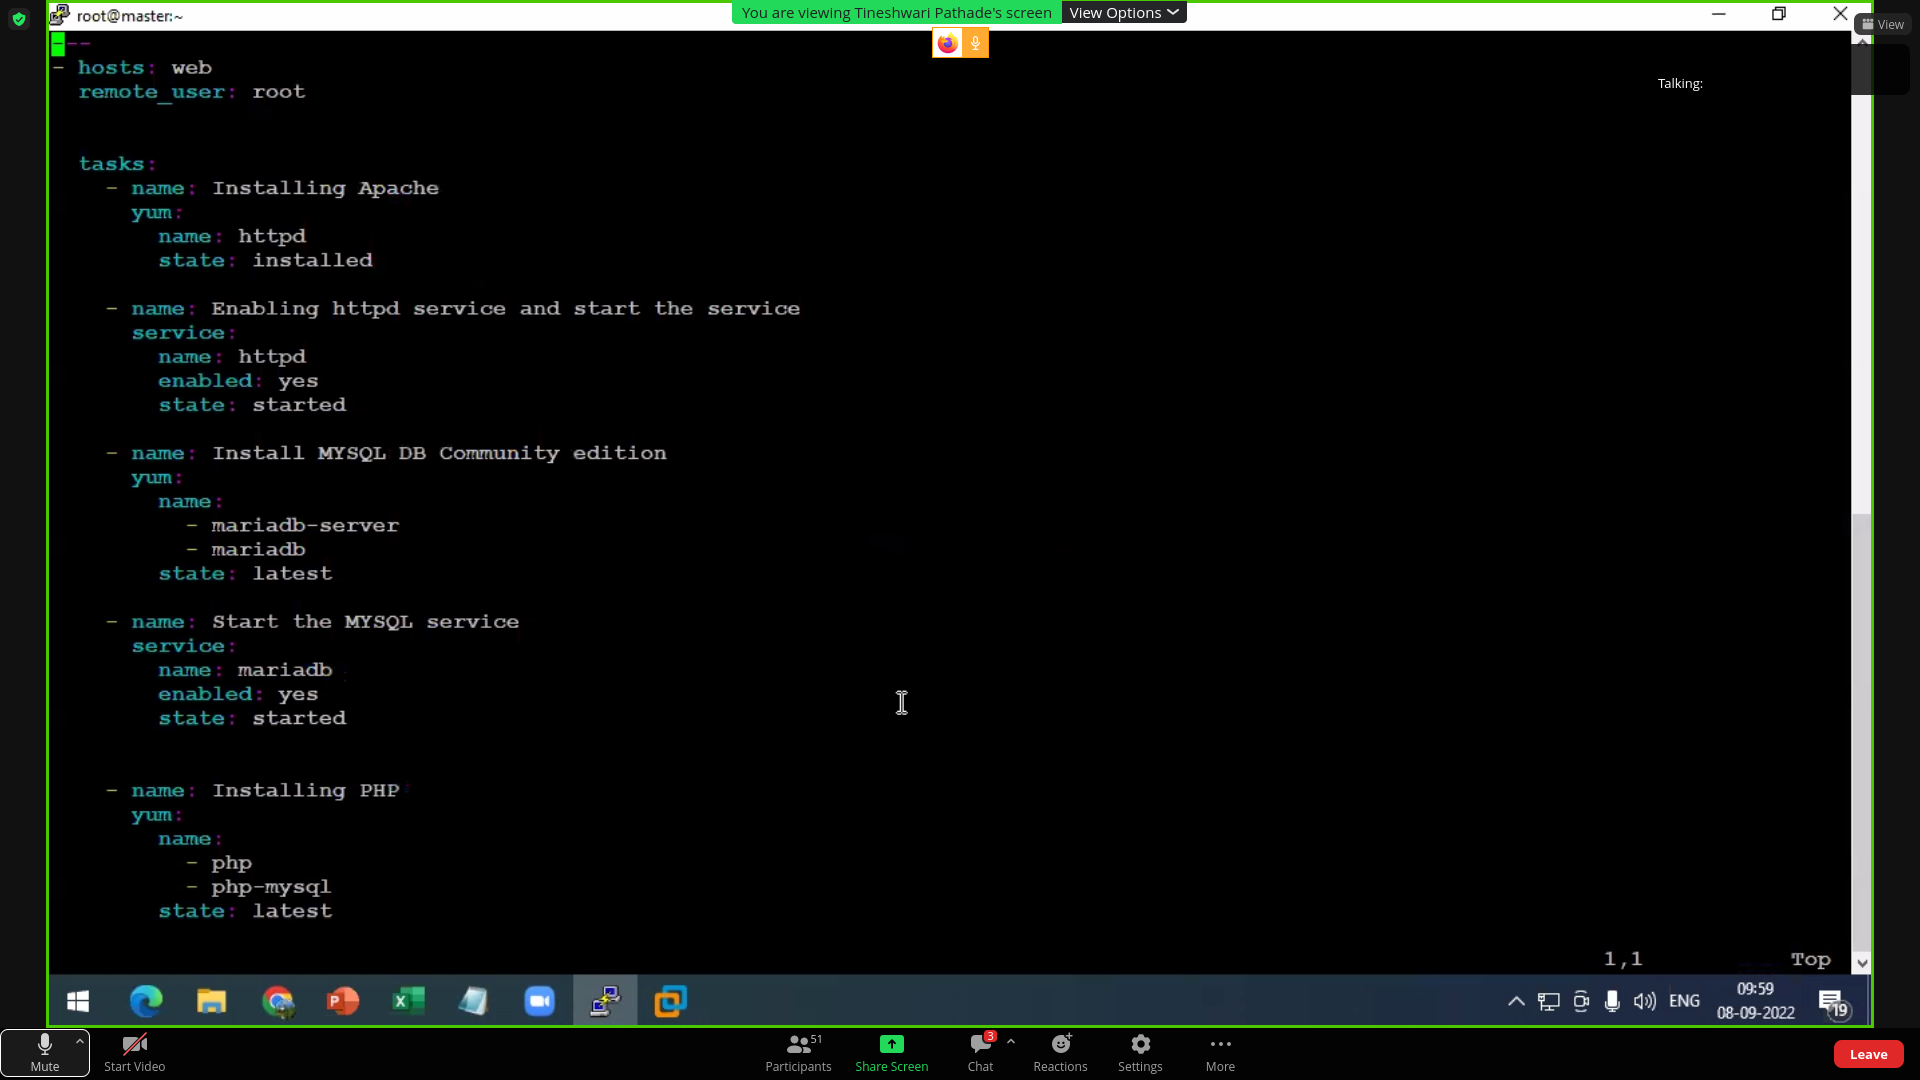 root@master:~
You are viewing Tineshwari Pathade's screen
View Options
View
Talking:
---
- hosts: web
remote_user: root
tasks:
- name: Installing Apache
yum:
name: httpd
state: installed
- name: Enabling httpd service and start the service
service:
name: httpd
enabled: yes
state: started
- name: Install MYSQL DB Community edition
yum:
name:
- mariadb-server
- mariadb
state: latest
- name: Start the MYSQL service
service:
name: mariadb
enabled: yes
state: started
- name: Installing PHP
yum:
name:
- php
- php-mysql
state: latest
1,1 Top
ENG
09:59
08-09-2022
19
Mute
Start Video
Participants
51
Share Screen
Chat
3
Reactions
Settings
More
Leave